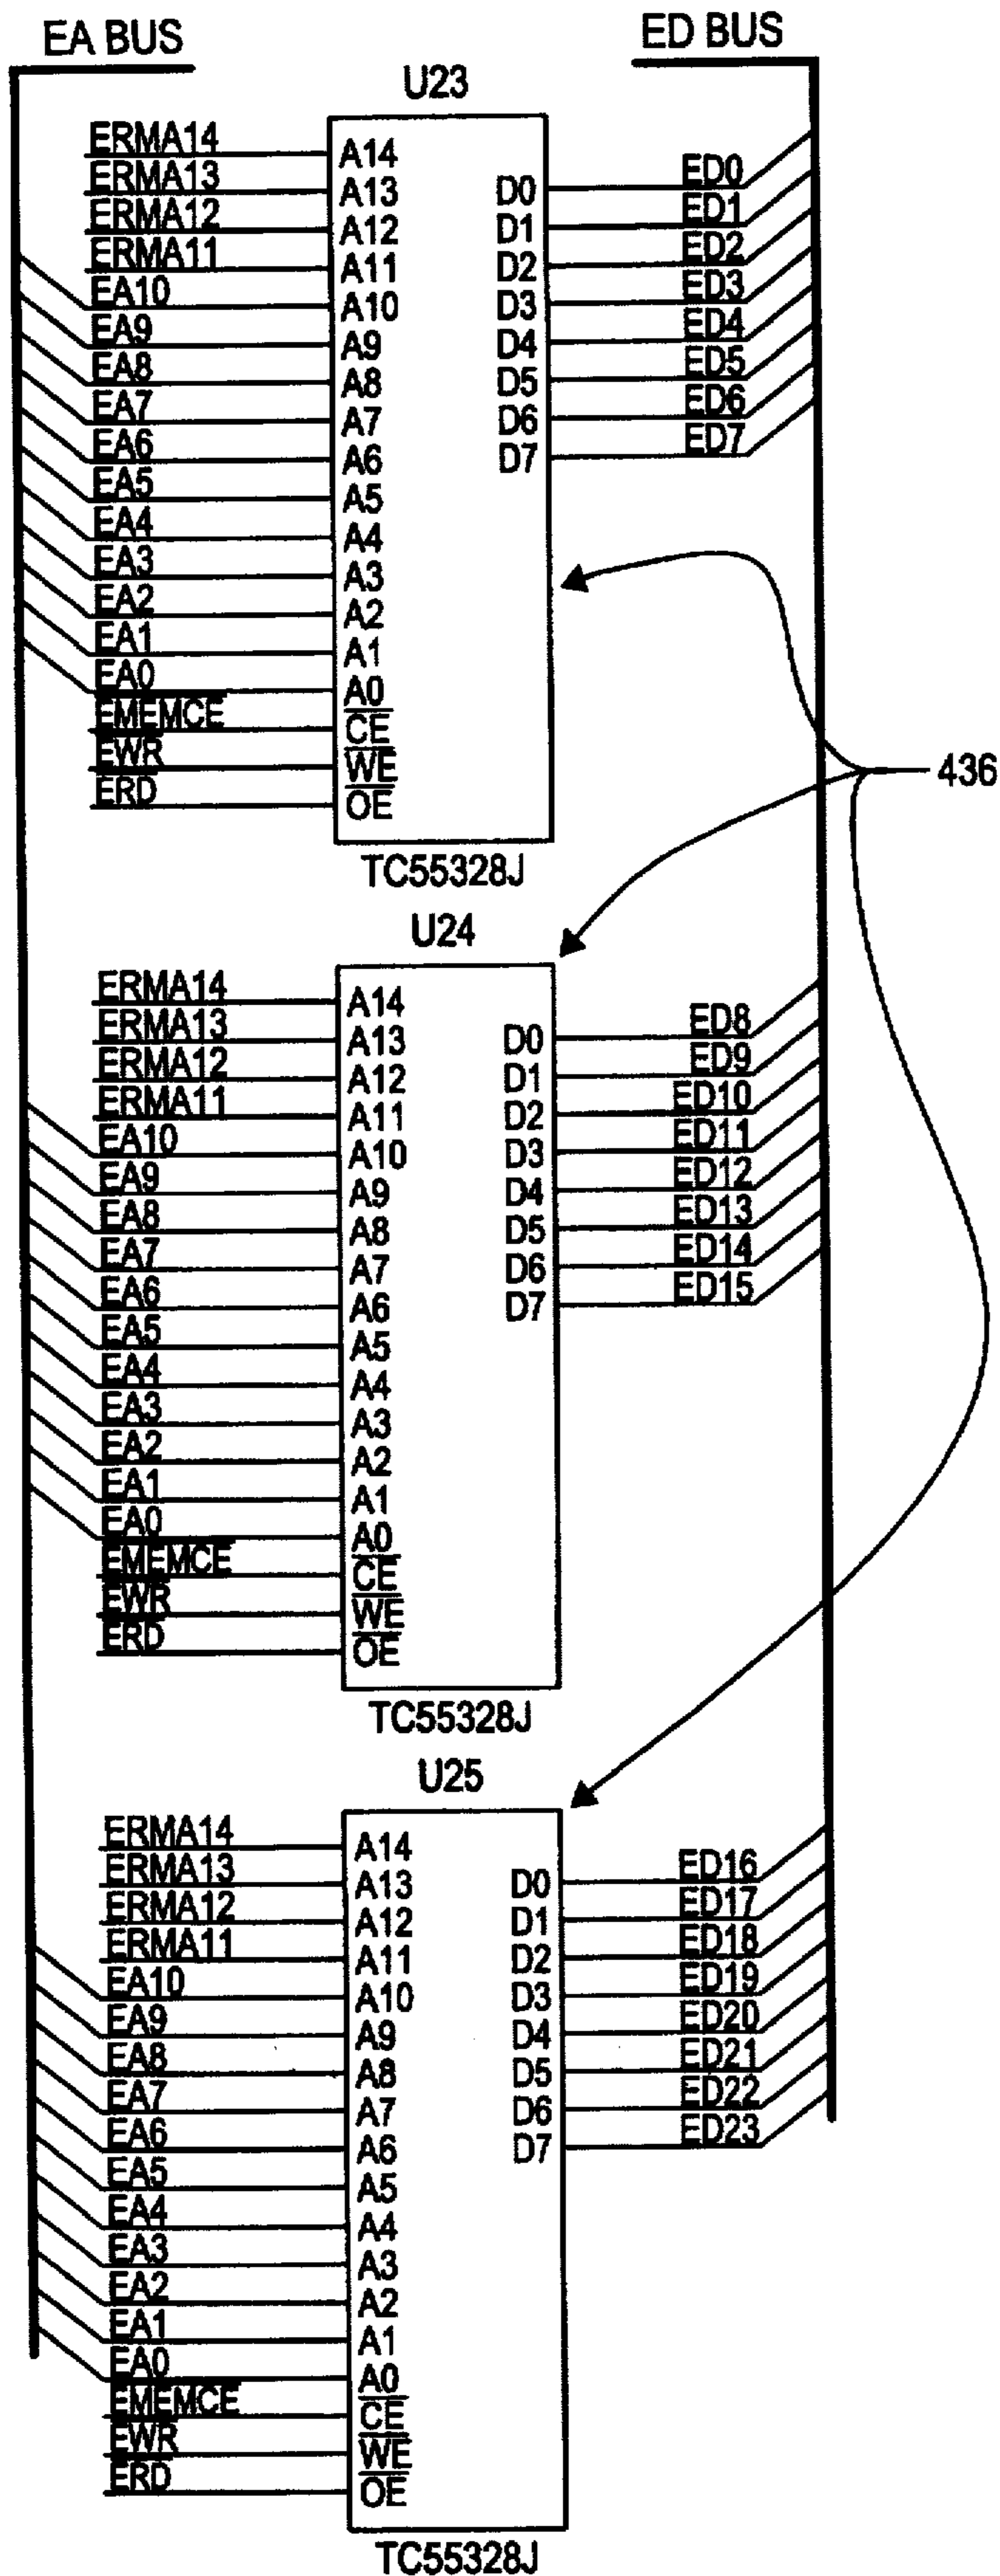 EA BUS
ED BUS
U23
ERMA14 A14
ERMA13 A13 D0 ED0
ERMA12 A12 D1 ED1
ERMA11 A11 D2 ED2
EA10 A10 D3 ED3
EA9 A9 D4 ED4
EA8 A8 D5 ED5
EA7 A7 D6 ED6
EA6 A6 D7 ED7
EA5 A5
EA4 A4
EA3 A3
EA2 A2
EA1 A1
EA0 A0
EMEMCE CE
EWR WE
ERD OE
436
TC55328J
U24
ERMA14 A14
ERMA13 A13 D0 ED8
ERMA12 A12 D1 ED9
ERMA11 A11 D2 ED10
EA10 A10 D3 ED11
EA9 A9 D4 ED12
EA8 A8 D5 ED13
EA7 A7 D6 ED14
EA6 A6 D7 ED15
EA5 A5
EA4 A4
EA3 A3
EA2 A2
EA1 A1
EA0 A0
EMEMCE CE
EWR WE
ERD OE
TC55328J
U25
ERMA14 A14
ERMA13 A13 D0 ED16
ERMA12 A12 D1 ED17
ERMA11 A11 D2 ED18
EA10 A10 D3 ED19
EA9 A9 D4 ED20
EA8 A8 D5 ED21
EA7 A7 D6 ED22
EA6 A6 D7 ED23
EA5 A5
EA4 A4
EA3 A3
EA2 A2
EA1 A1
EA0 A0
EMEMCE CE
EWR WE
ERD OE
TC55328J